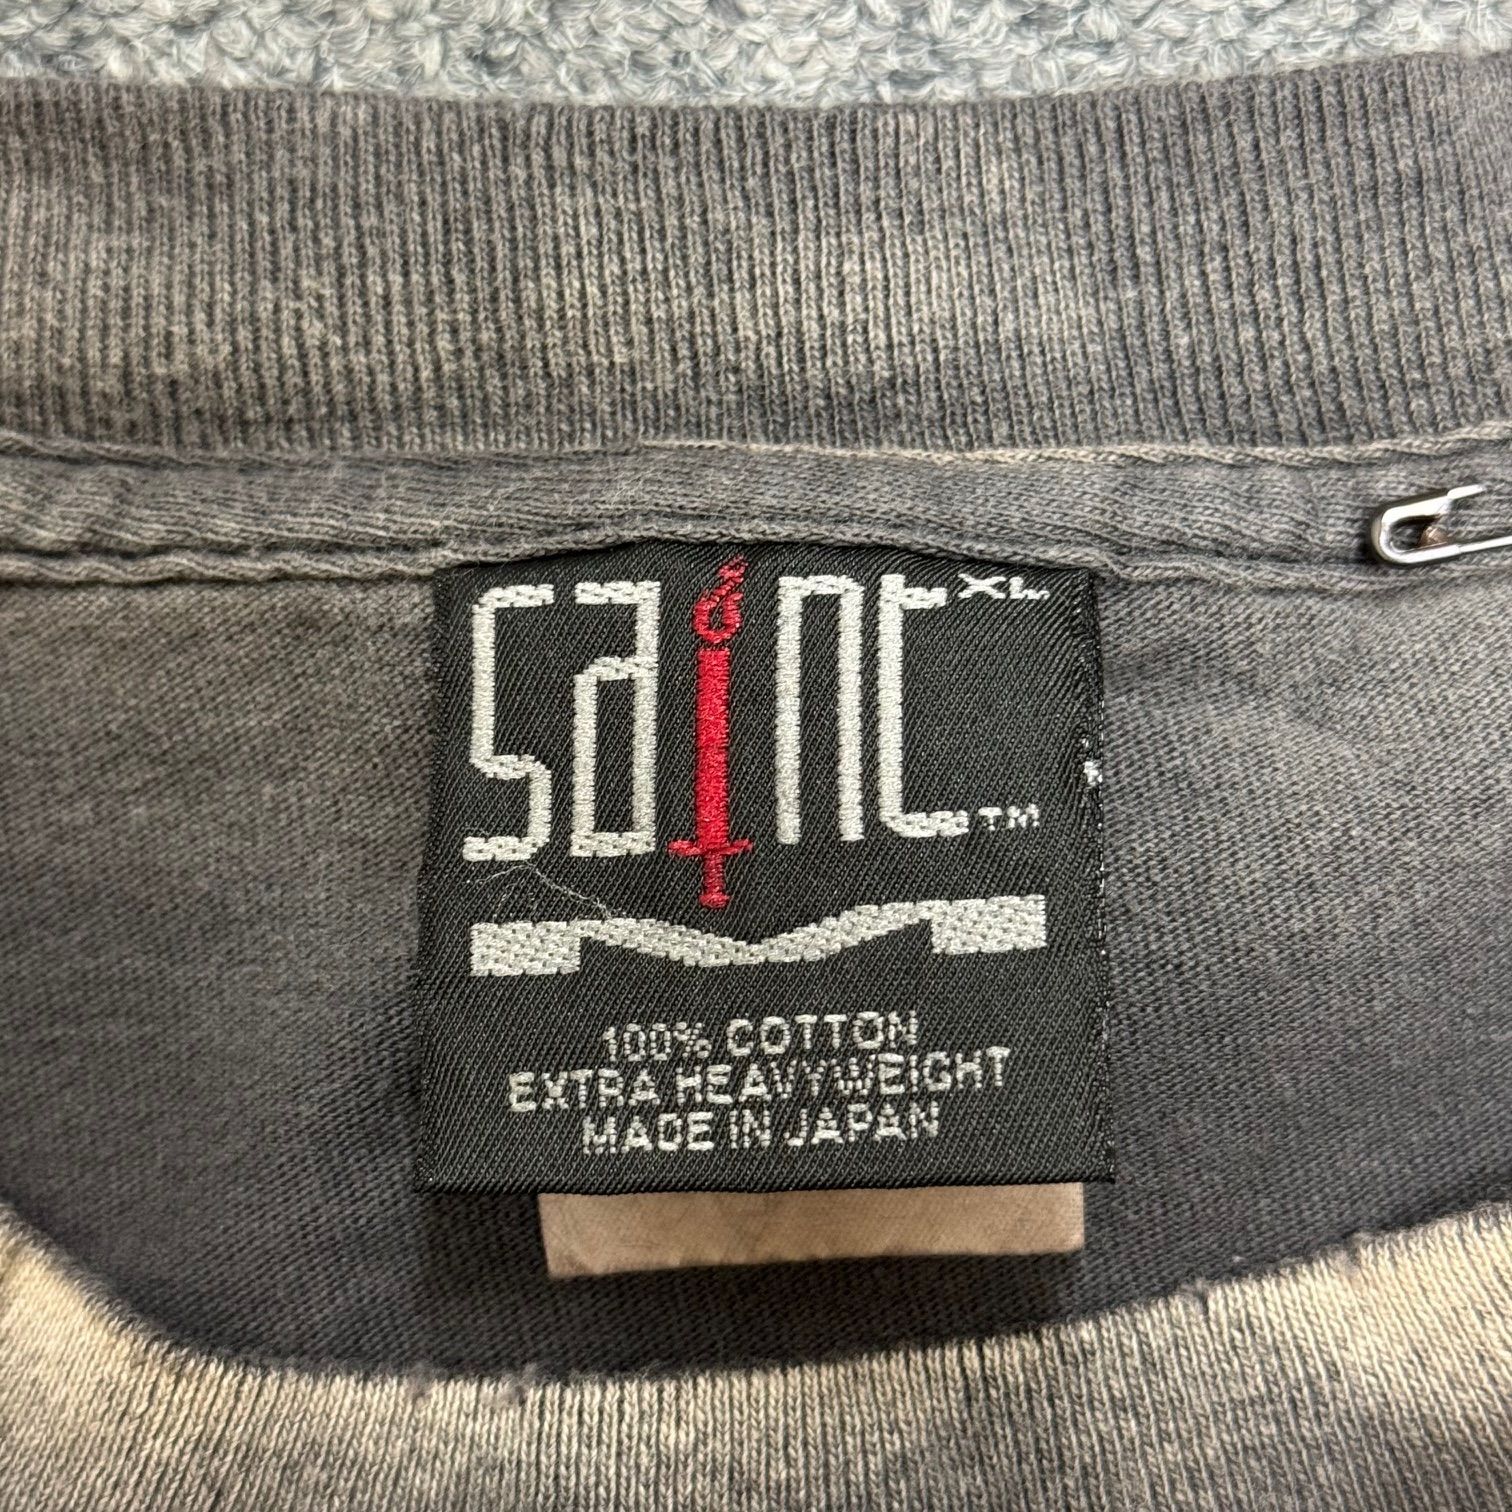 SaINt XL
TM
100% COTTON
EXTRA HEAVYWEIGHT
MADE IN JAPAN